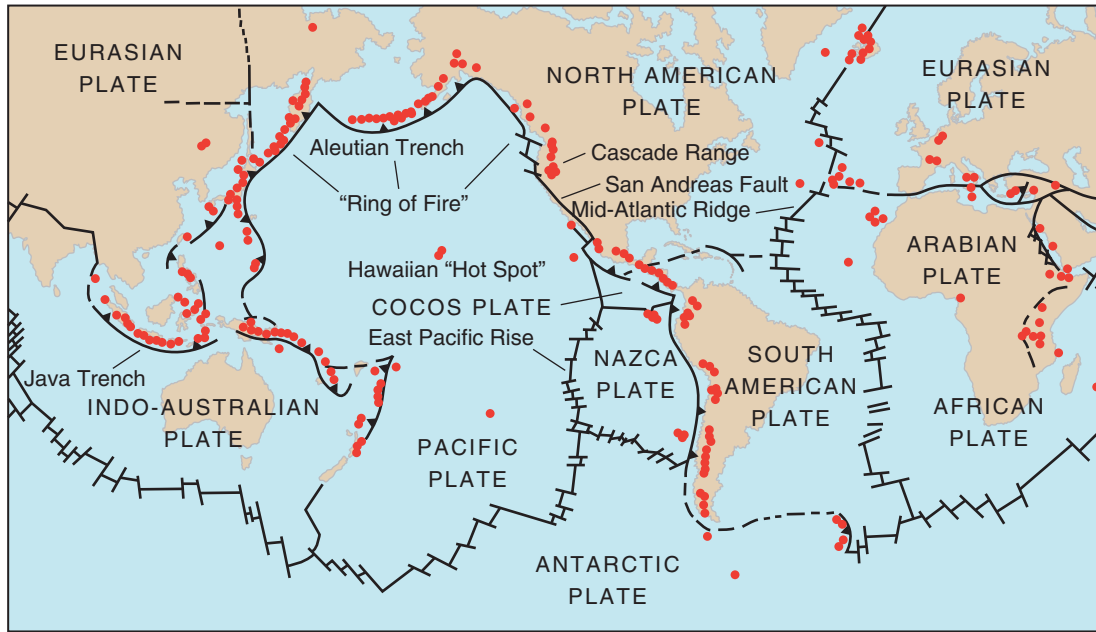 EURASIAN
PLATE
NORTH AMERICAN
PLATE
EURASIAN
PLATE
Aleutian Trench
Cascade Range
“Ring of Fire”
San Andreas Fault
Mid-Atlantic Ridge
ARABIAN
PLATE
Hawaiian “Hot Spot”
COCOS PLATE
East Pacific Rise
NAZCA
PLATE
SOUTH
AMERICAN
PLATE
Java Trench
INDO-AUSTRALIAN
PLATE
AFRICAN
PLATE
PACIFIC
PLATE
ANTARCTIC
PLATE